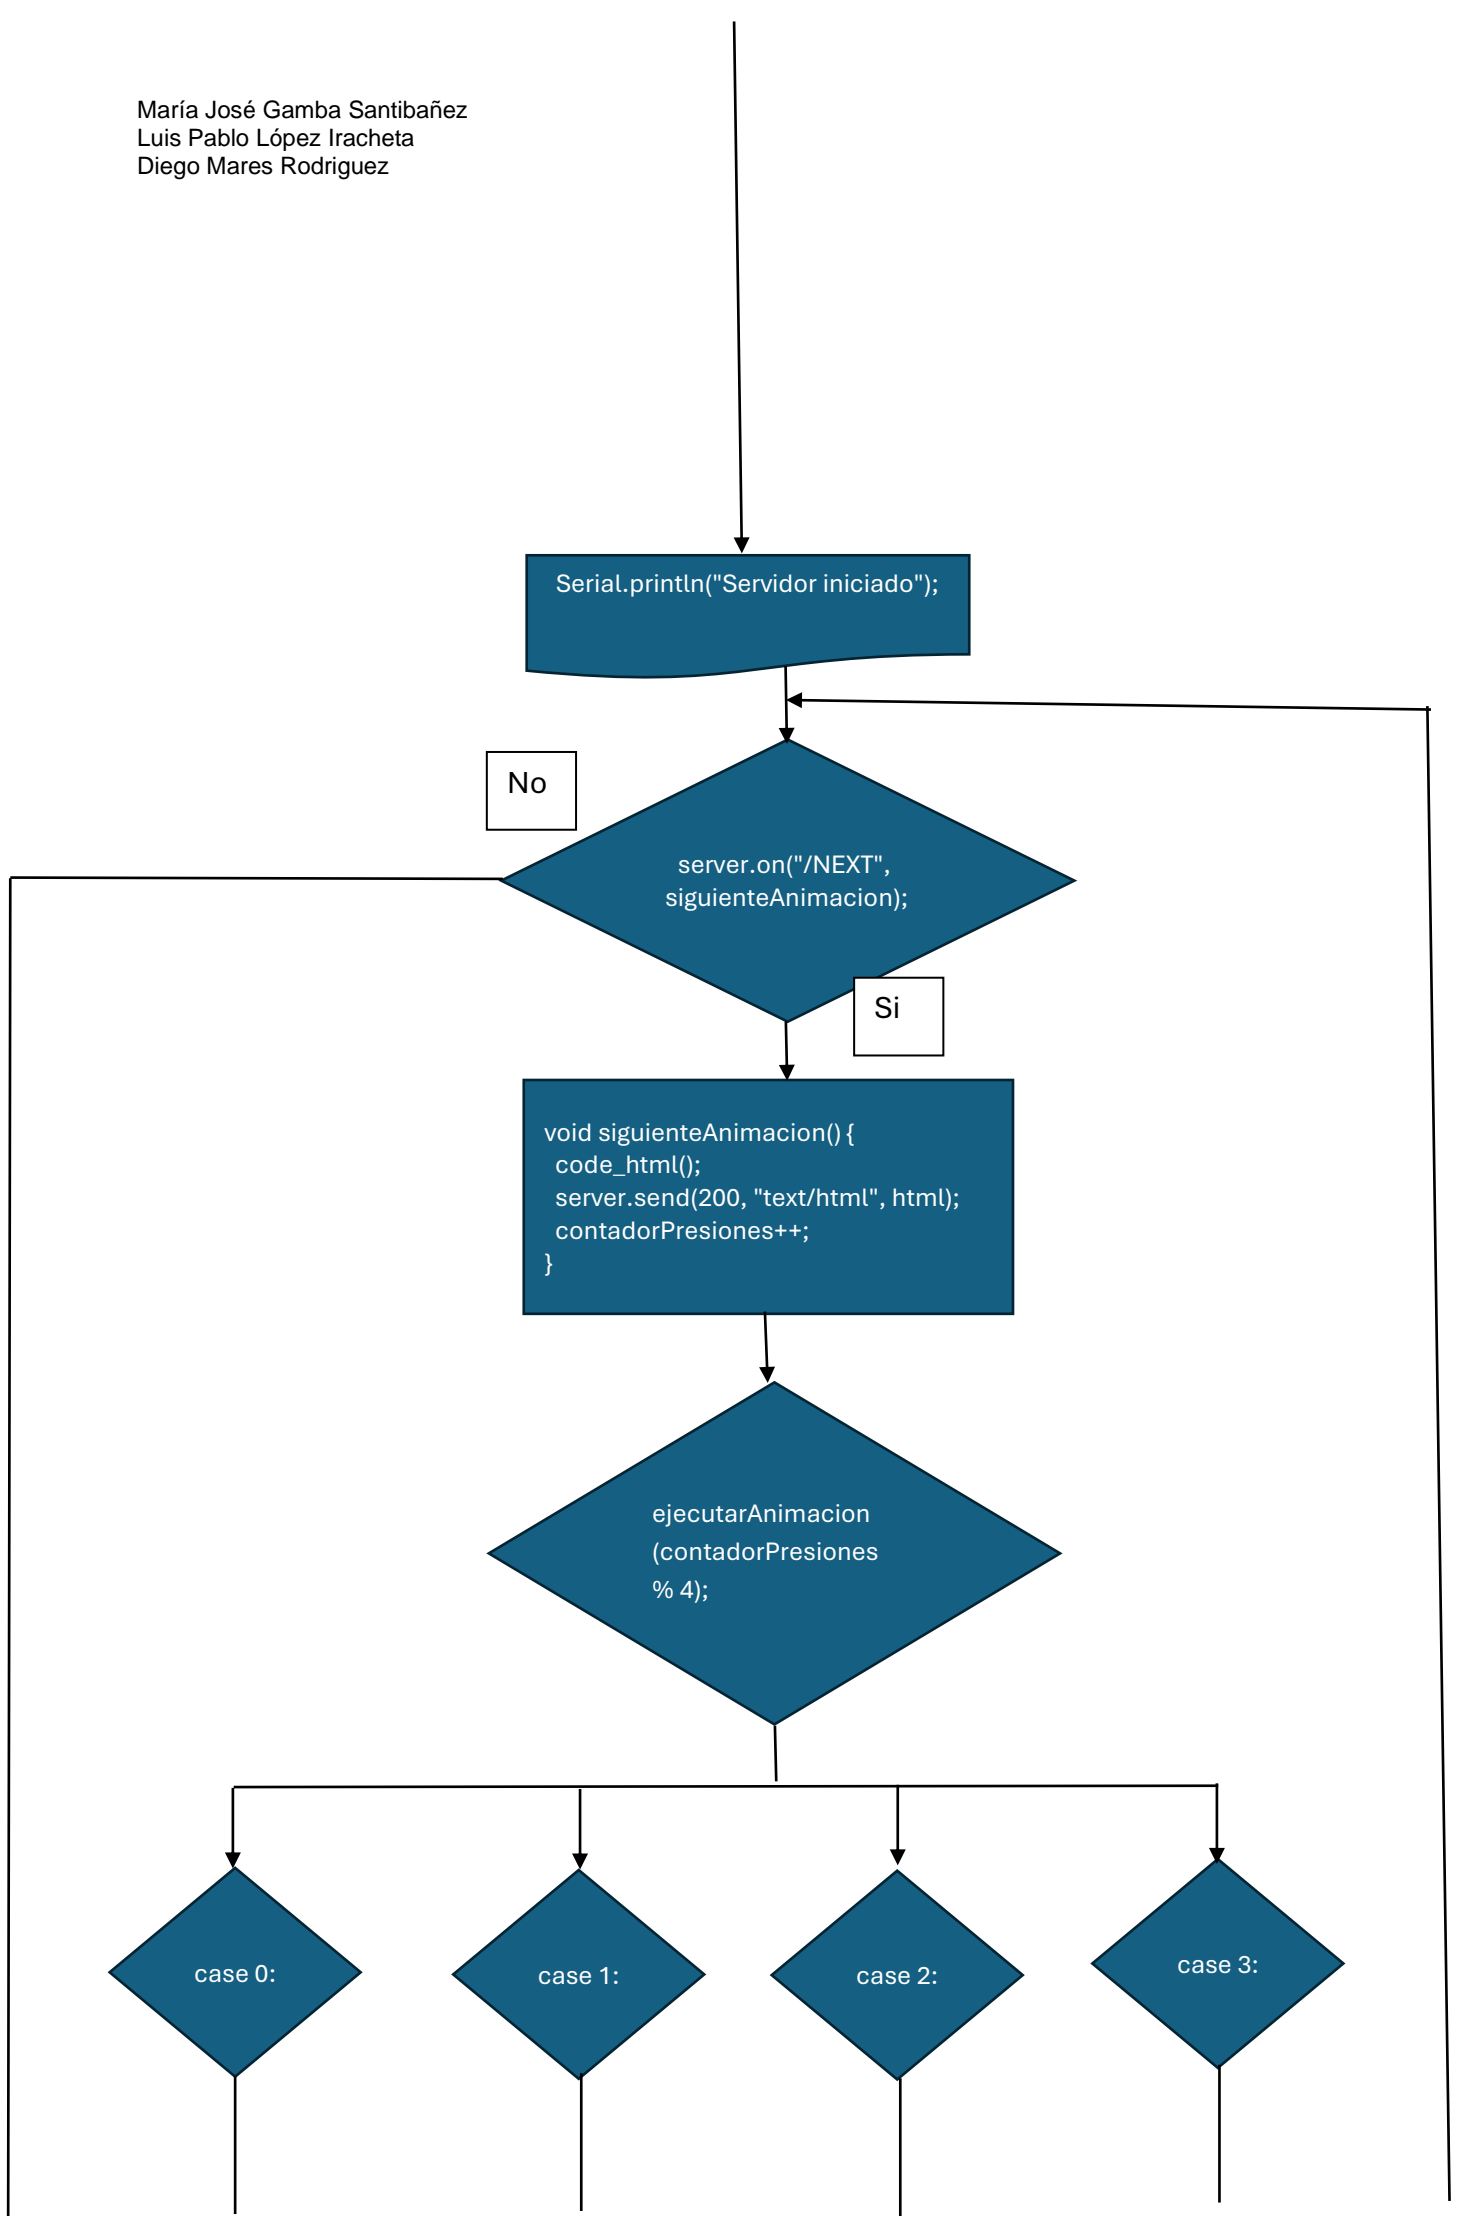 María José Gamba Santibañez
Luis Pablo López Iracheta
Diego Mares Rodriguez
Serial.println("Servidor iniciado");
No
server.on("/NEXT",
siguienteAnimacion);
Si
void siguienteAnimacion() {
code_html();
server.send(200, "text/html", html);
contadorPresiones++;
}
ejecutarAnimacion
(contadorPresiones
% 4);
case 0:
case 1:
case 2:
case 3: